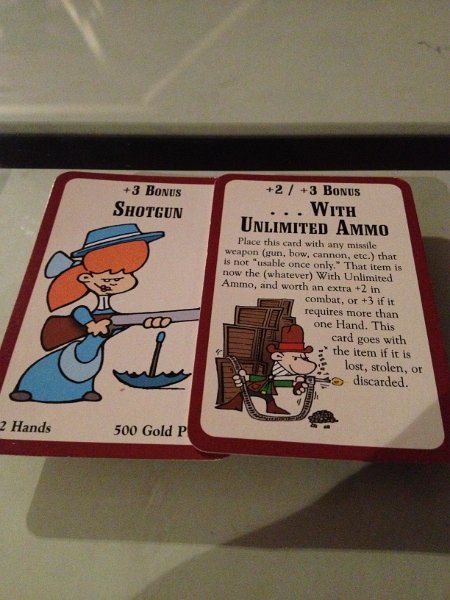 +3 Bonus
Shotgun
2 Hands
500 Gold P
+2 / +3 Bonus
. . . With
Unlimited Ammo
Place this card with any missile
weapon (gun, bow, cannon, etc.) that
is not "usable once only." That item is
now the (whatever) With Unlimited
Ammo, and worth an extra +2 in
combat, or +3 if it
requires more than
one Hand. This
card goes with
the item if it is
lost, stolen, or
discarded.